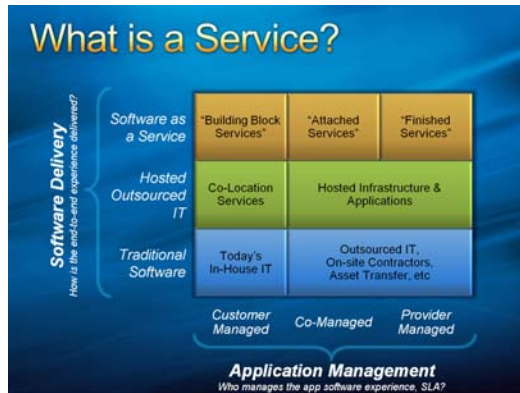 What is a Service?
Software Delivery
How is the end-to-end experience delivered?
Software as
a Service
"Building Block
Services"
"Attached
Services"
"Finished
Services"
Hosted
Outsourced
IT
Co-Location
Services
Hosted Infrastructure &
Applications
Traditional
Software
Today's
In-House IT
Outsourced IT,
On-site Contractors,
Asset Transfer, etc
Customer
Managed
Co-Managed
Provider
Managed
Application Management
Who manages the app software experience, SLA?